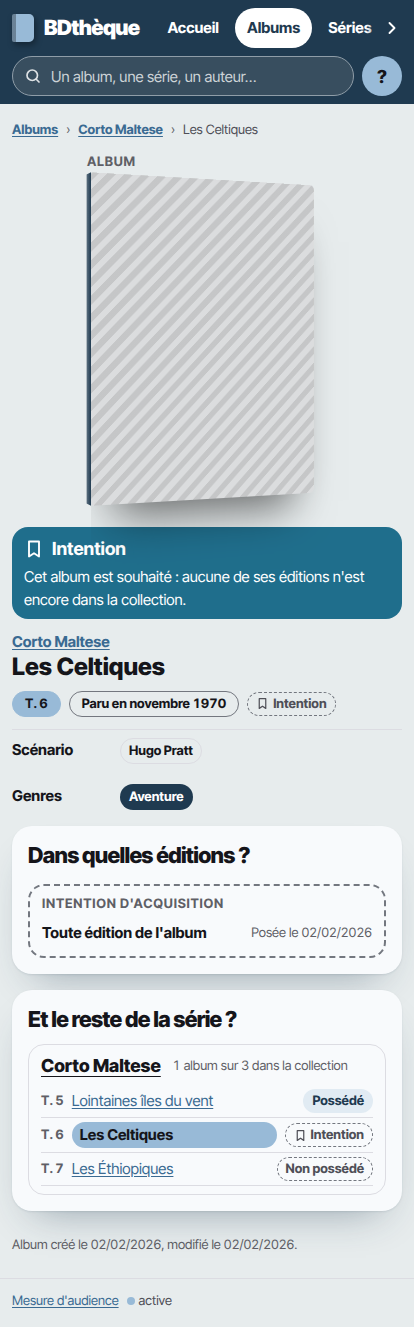 BDthèque Accueil Albums Séries
Un album, une série, un auteur... ?
Albums › Corto Maltese › Les Celtiques
ALBUM
Intention
Cet album est souhaité : aucune de ses éditions n'est
encore dans la collection.
Corto Maltese
Les Celtiques
T. 6 Paru en novembre 1970 Intention
Scénario Hugo Pratt
Genres Aventure
Dans quelles éditions ?
INTENTION D'ACQUISITION
Toute édition de l'album Posée le 02/02/2026
Et le reste de la série ?
Corto Maltese 1 album sur 3 dans la collection
T. 5 Lointaines îles du vent Possédé
T. 6 Les Celtiques Intention
T. 7 Les Éthiopiques Non possédé
Album créé le 02/02/2026, modifié le 02/02/2026.
Mesure d'audience active